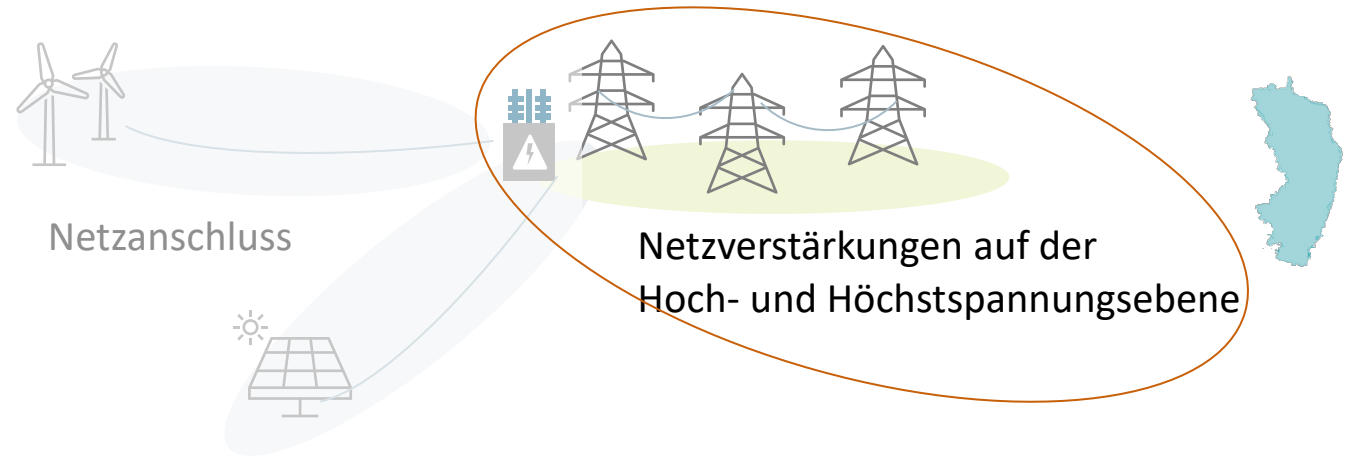 Netzanschluss
Netzverstärkungen auf der
Hoch- und Höchstspannungsebene